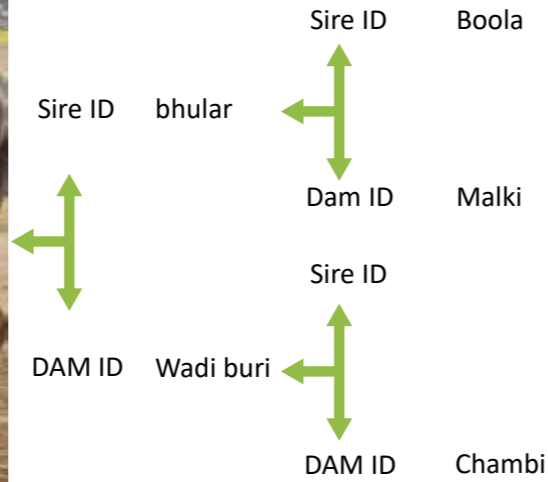 Sire ID Boola
Sire ID bhular
Dam ID Malki
Sire ID
DAM ID Wadi buri
DAM ID Chambi